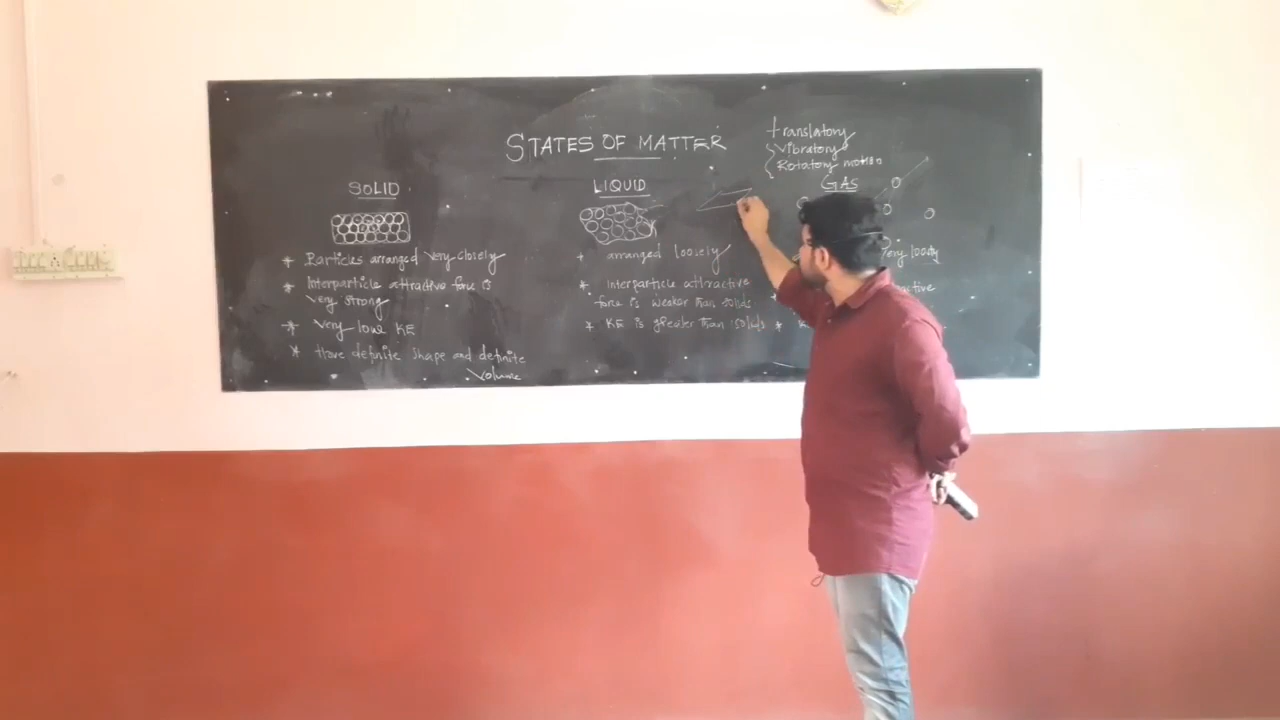 STATES OF MATTER
translatory
Vibratory
Rotatory motion
SOLID
* Particles arranged very closely
* Interparticle attractive force is
very strong
* Very low KE
* Have definite shape and definite
Volume
LIQUID
* arranged loosely
* Interparticle attractive
force is weaker than solids
* KE is greater than solids
GAS
Very loosly
*